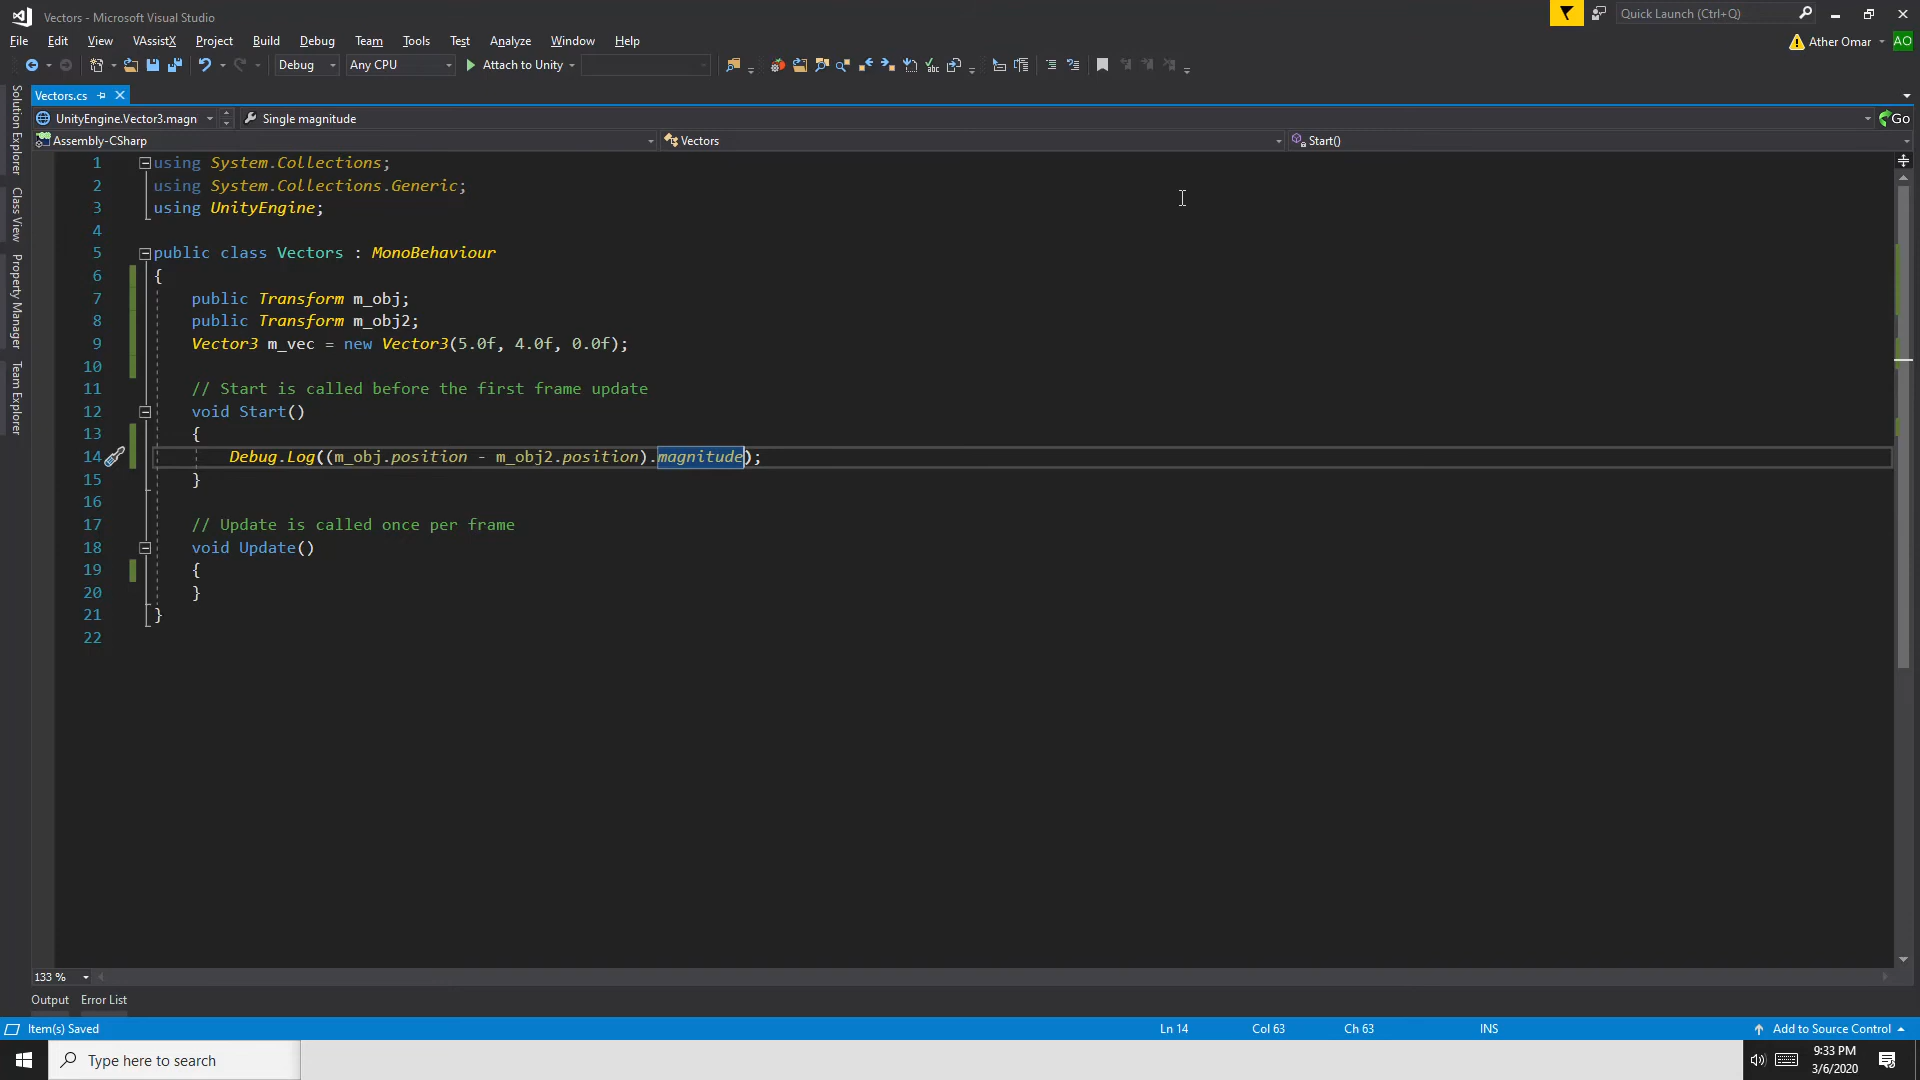 Vectors - Microsoft Visual Studio
Quick Launch (Ctrl+Q)
File Edit View VAssistX Project Build Debug Team Tools Test Analyze Window Help
Ather Omar AO
Debug Any CPU Attach to Unity
Vectors.cs
UnityEngine.Vector3.magn Single magnitude Go
Assembly-CSharp Vectors Start()
Solution Explorer
Class View
Property Manager
Team Explorer
1 using System.Collections;
2 using System.Collections.Generic;
3 using UnityEngine;
4
5 public class Vectors : MonoBehaviour
6 {
7 public Transform m_obj;
8 public Transform m_obj2;
9 Vector3 m_vec = new Vector3(5.0f, 4.0f, 0.0f);
10
11 // Start is called before the first frame update
12 void Start()
13 {
14 Debug.Log((m_obj.position - m_obj2.position).magnitude);
15 }
16
17 // Update is called once per frame
18 void Update()
19 {
20 }
21 }
22
133 %
Output Error List
Item(s) Saved Ln 14 Col 63 Ch 63 INS Add to Source Control
Type here to search
9:33 PM
3/6/2020